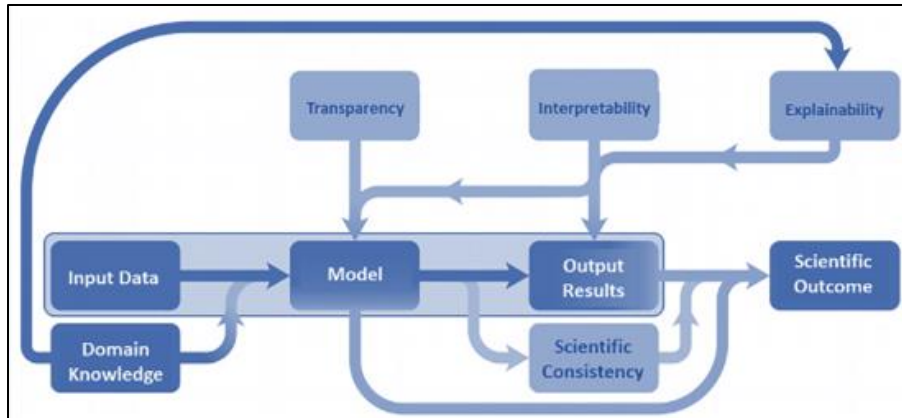 Transparency
Interpretability
Explainability
Input Data
Model
Output
Results
Scientific
Outcome
Domain
Knowledge
Scientific
Consistency